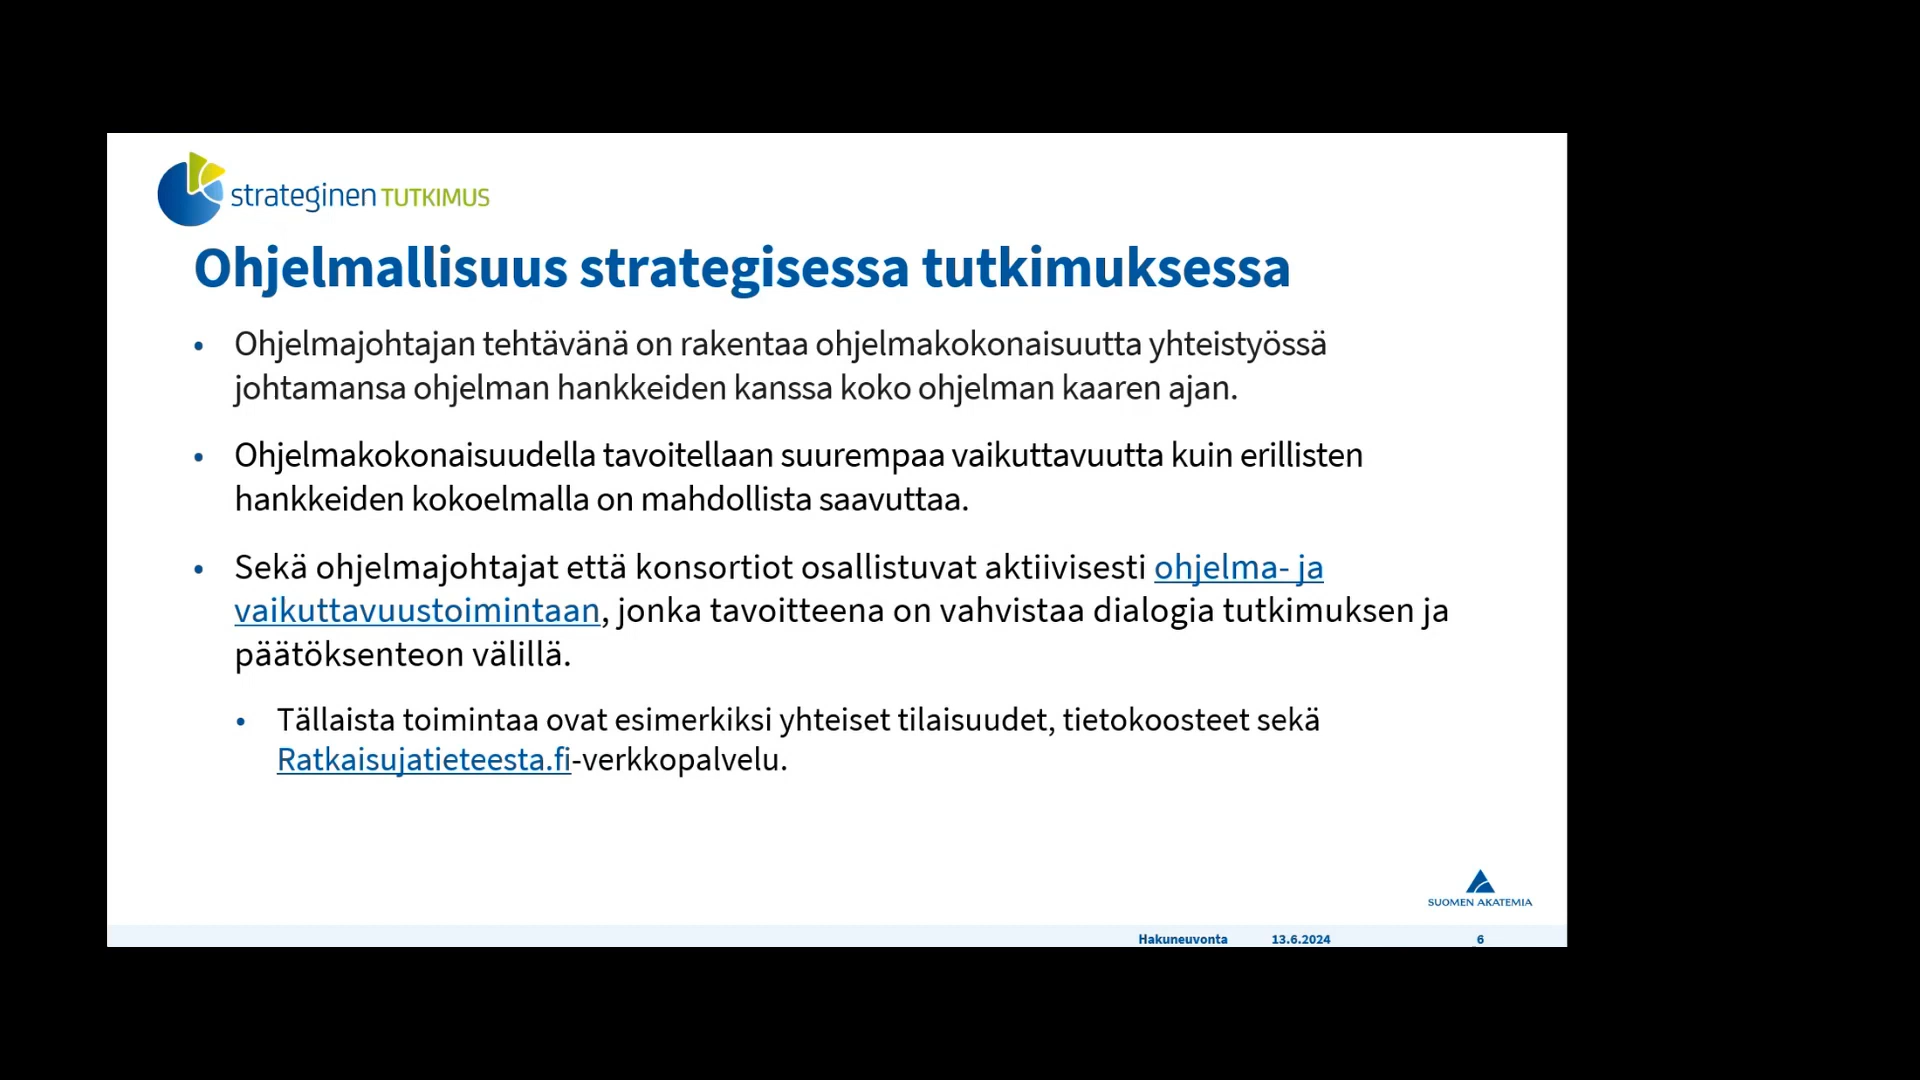 strateginen TUTKIMUS
Ohjelmallisuus strategisessa tutkimuksessa
• Ohjelmajohtajan tehtävänä on rakentaa ohjelmakokonaisuutta yhteistyössä
johtamansa ohjelman hankkeiden kanssa koko ohjelman kaaren ajan.
• Ohjelmakokonaisuudella tavoitellaan suurempaa vaikuttavuutta kuin erillisten
hankkeiden kokoelmalla on mahdollista saavuttaa.
• Sekä ohjelmajohtajat että konsortiot osallistuvat aktiivisesti ohjelma- ja
vaikuttavuustoimintaan, jonka tavoitteena on vahvistaa dialogia tutkimuksen ja
päätöksenteon välillä.
• Tällaista toimintaa ovat esimerkiksi yhteiset tilaisuudet, tietokoosteet sekä
Ratkaisujatieteesta.fi-verkkopalvelu.
SUOMEN AKATEMIA
Hakuneuvonta 13.6.2024 6